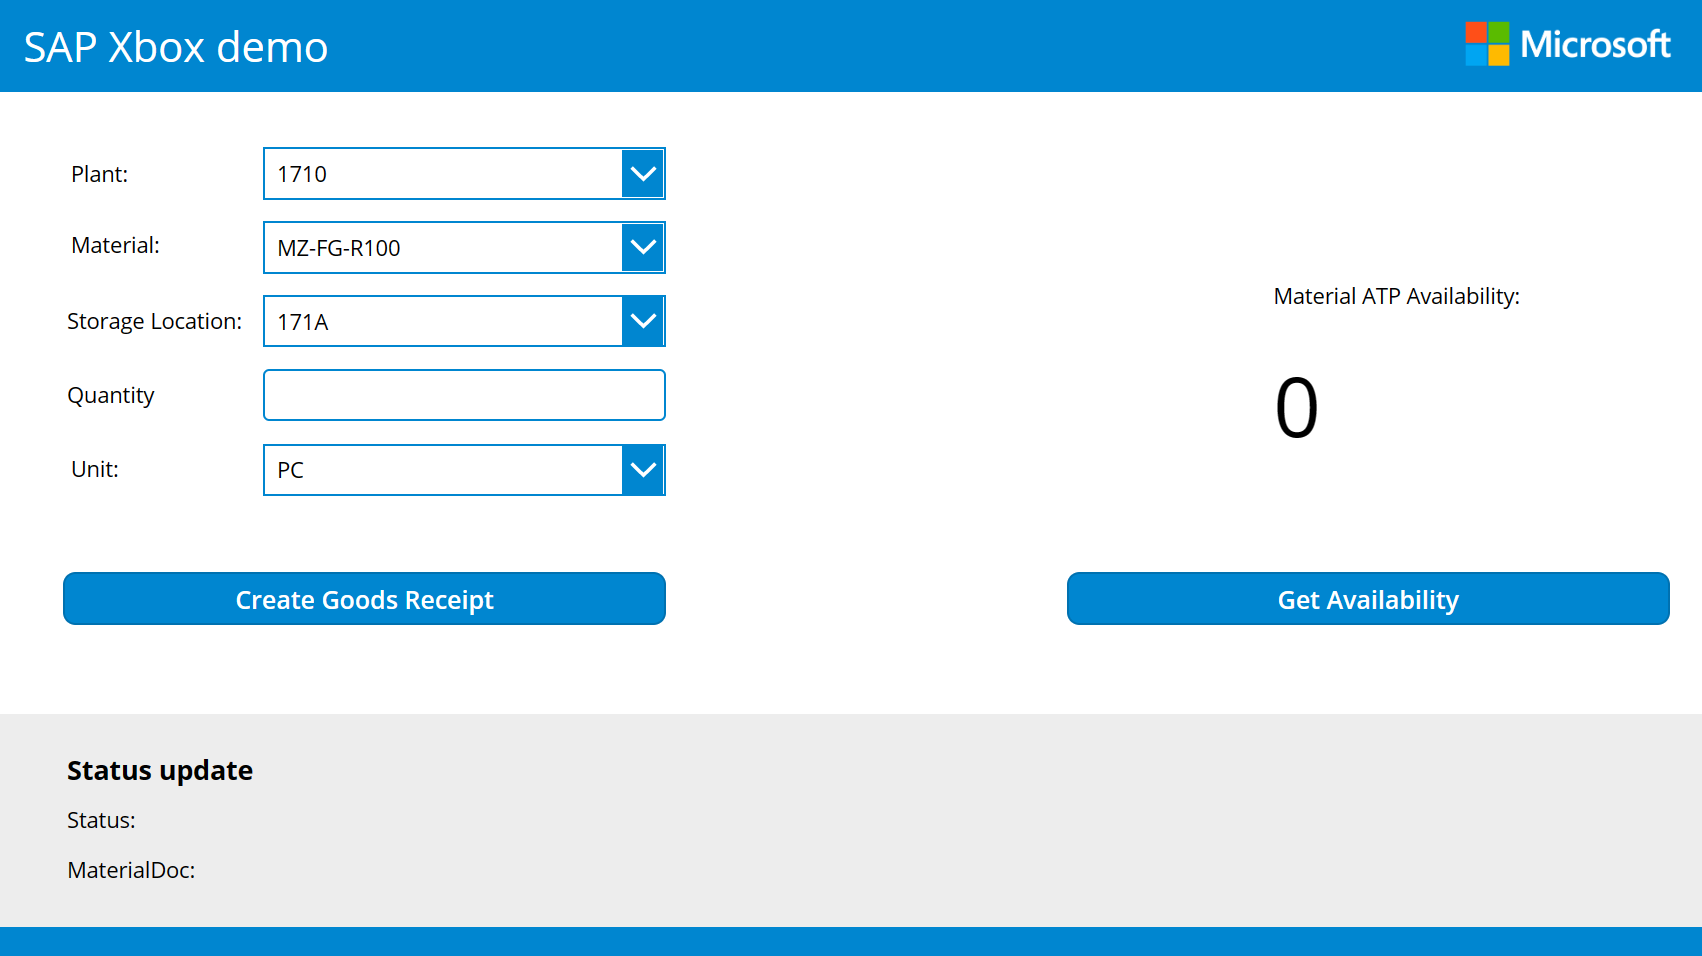 SAP Xbox demo
Microsoft
Plant:
1710
Material:
MZ-FG-R100
Storage Location:
171A
Quantity
Unit:
PC
Material ATP Availability:
0
Create Goods Receipt
Get Availability
Status update
Status:
MaterialDoc: